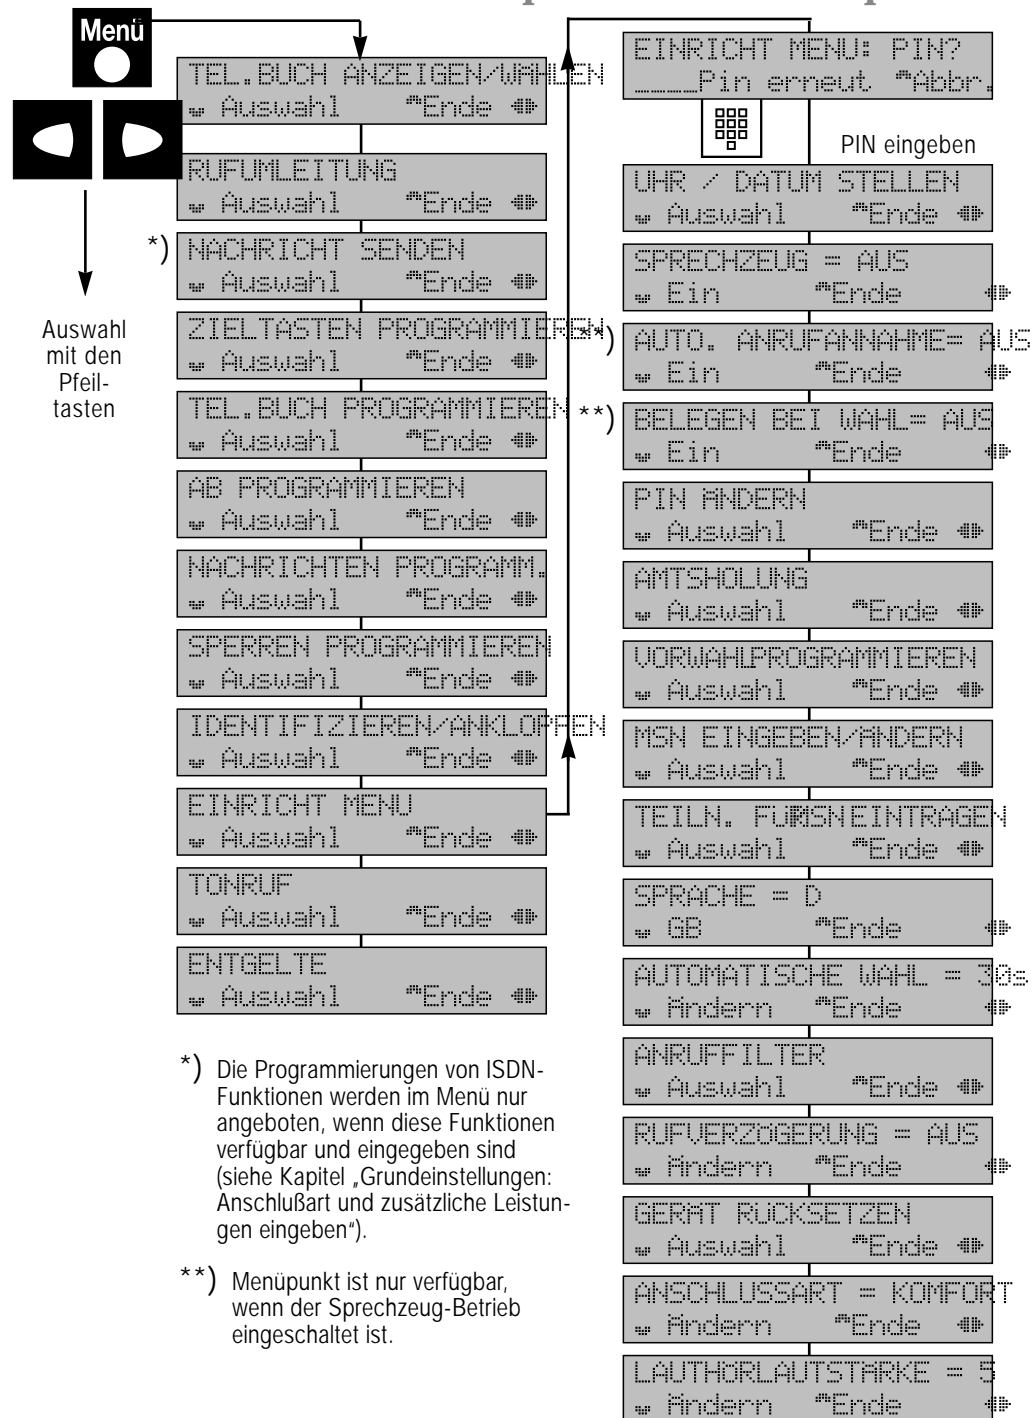 Menü
TEL.BUCH ANZEIGEN/WÄHLEN
Auswahl Ende
RUFUMLEITUNG
Auswahl Ende
*) NACHRICHT SENDEN
Auswahl Ende
Auswahl
mit den
Pfeil-
tasten
ZIELTASTEN PROGRAMMIEREN
Auswahl Ende
TEL.BUCH PROGRAMMIEREN
Auswahl Ende
AB PROGRAMMIEREN
Auswahl Ende
NACHRICHTEN PROGRAMM.
Auswahl Ende
SPERREN PROGRAMMIEREN
Auswahl Ende
IDENTIFIZIEREN/ANKLOPFEN
Auswahl Ende
EINRICHT MENU
Auswahl Ende
TONRUF
Auswahl Ende
ENTGELTE
Auswahl Ende
*) Die Programmierungen von ISDN-
Funktionen werden im Menü nur
angeboten, wenn diese Funktionen
verfügbar und eingegeben sind
(siehe Kapitel „Grundeinstellungen:
Anschlußart und zusätzliche Leistun-
gen eingeben“).
**) Menüpunkt ist nur verfügbar,
wenn der Sprechzeug-Betrieb
eingeschaltet ist.
EINRICHT MENU: PIN?
____Pin erneut Abbr.
PIN eingeben
UHR / DATUM STELLEN
Auswahl Ende
SPRECHZEUG = AUS
Ein Ende
**) AUTO. ANRUFANNAHME= AUS
Ein Ende
**) BELEGEN BEI WAHL= AUS
Ein Ende
PIN ÄNDERN
Auswahl Ende
AMTSHOLUNG
Auswahl Ende
VORWAHLPROGRAMMIEREN
Auswahl Ende
MSN EINGEBEN/ÄNDERN
Auswahl Ende
TEILN. FÜR MSN EINTRAGEN
Auswahl Ende
SPRACHE = D
GB Ende
AUTOMATISCHE WAHL = 30s
Ändern Ende
ANRUFFILTER
Auswahl Ende
RUFVERZÖGERUNG = AUS
Ändern Ende
GERÄT RÜCKSETZEN
Auswahl Ende
ANSCHLUSSART = KOMFORT
Ändern Ende
LAUTHÖRLAUTSTÄRKE = 5
Ändern Ende